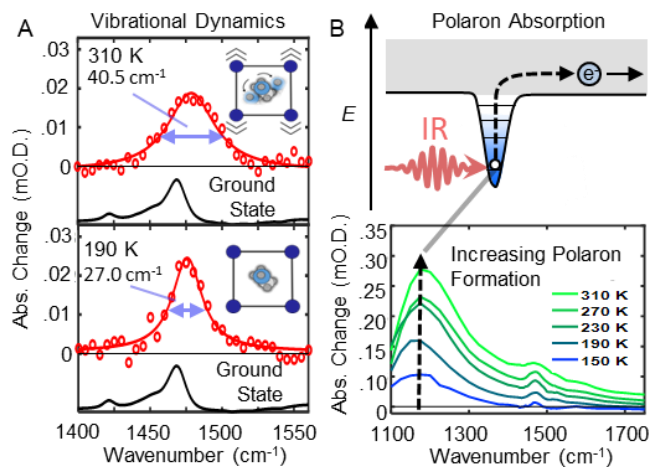 A Vibrational Dynamics
310 K
40.5 cm⁻¹
.03
.02
.01
0
Ground
State
190 K
27.0 cm⁻¹
.03
.02
.01
0
Ground
State
Abs. Change (mO.D.)
1400 1450 1500 1550
Wavenumber (cm⁻¹)
B Polaron Absorption
E
e⁻
IR
Increasing Polaron
Formation
310 K
270 K
230 K
190 K
150 K
.35
.30
.25
.20
.15
.10
0
Abs. Change (mO.D.)
1100 1300 1500 1700
Wavenumber (cm⁻¹)